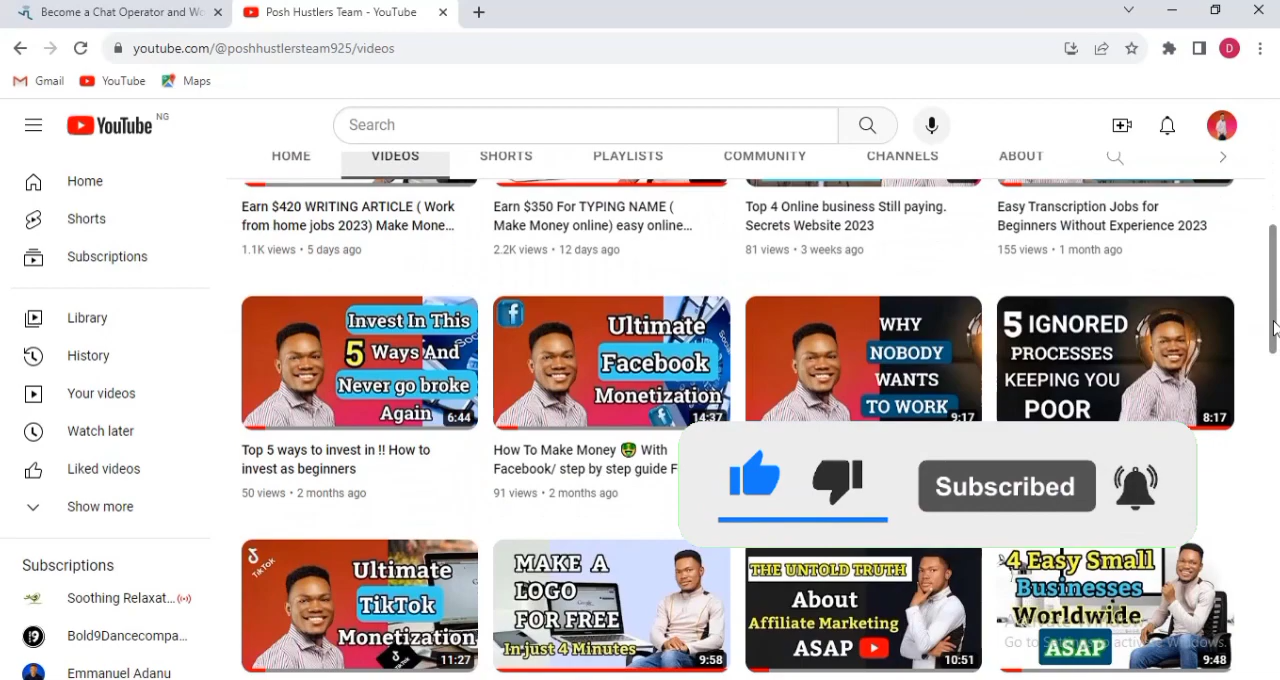 Become a Chat Operator and Wo
Posh Hustlers Team - YouTube
youtube.com/@poshhustlersteam925/videos
D
Gmail
YouTube
Maps
YouTube NG
Search
HOME
VIDEOS
SHORTS
PLAYLISTS
COMMUNITY
CHANNELS
ABOUT
Home
Shorts
Subscriptions
Library
History
Your videos
Watch later
Liked videos
Show more
Subscriptions
Soothing Relaxat...
Bold9Dancecompa...
Emmanuel Adanu
Earn $420 WRITING ARTICLE ( Work
from home jobs 2023) Make Mone...
1.1K views • 5 days ago
Earn $350 For TYPING NAME (
Make Money online) easy online...
2.2K views • 12 days ago
Top 4 Online business Still paying.
Secrets Website 2023
81 views • 3 weeks ago
Easy Transcription Jobs for
Beginners Without Experience 2023
155 views • 1 month ago
Invest In This
5 Ways And
Never go broke
Again
6:44
Top 5 ways to invest in !! How to
invest as beginners
50 views • 2 months ago
Ultimate
Facebook
Monetization
14:37
How To Make Money 🤑 With
Facebook/ step by step guide F
91 views • 2 months ago
WHY
NOBODY
WANTS
TO WORK
9:17
5 IGNORED
PROCESSES
KEEPING YOU
POOR
8:17
Subscribed
TikTok
Ultimate
TikTok
Monetization
11:27
MAKE A
LOGO
FOR FREE
In just 4 Minutes
9:58
THE UNTOLD TRUTH
About
Affiliate Marketing
ASAP
10:51
4 Easy Small
Businesses
Worldwide
ASAP
9:48